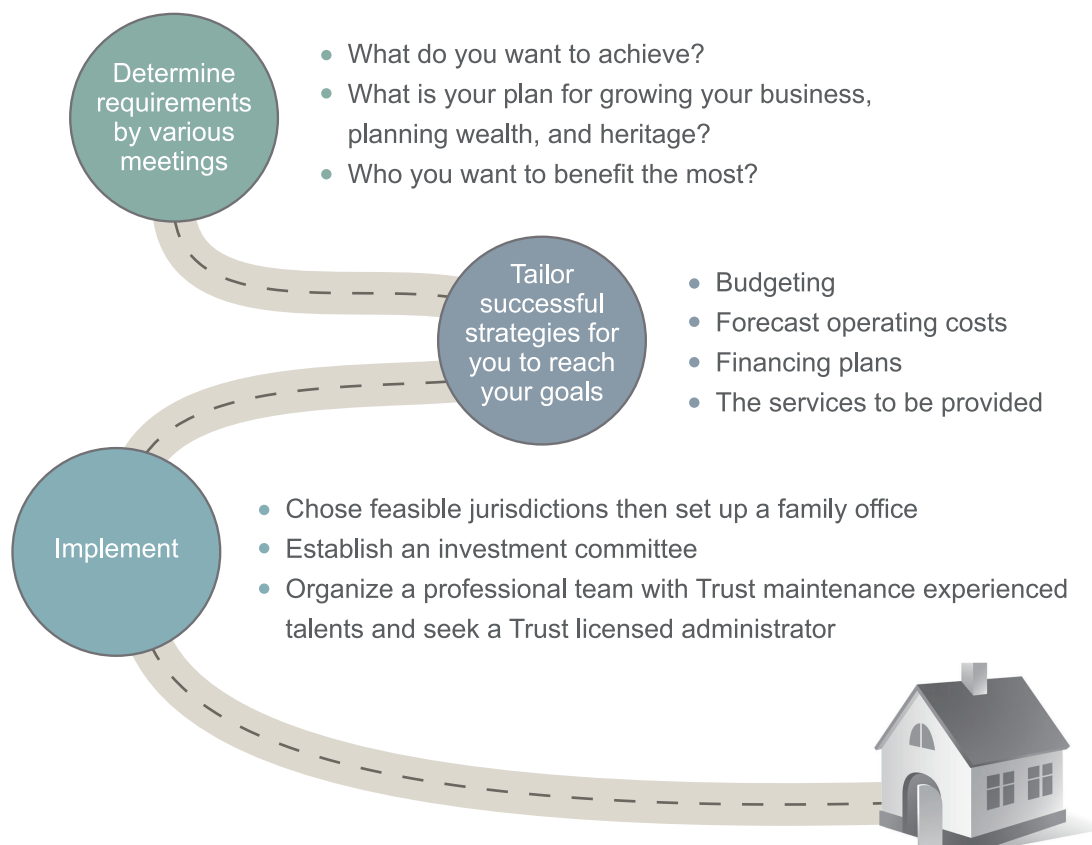 Determine
requirements
by various
meetings
What do you want to achieve?
What is your plan for growing your business,
planning wealth, and heritage?
Who you want to benefit the most?
Tailor
successful
strategies for
you to reach
your goals
Budgeting
Forecast operating costs
Financing plans
The services to be provided
Implement
Chose feasible jurisdictions then set up a family office
Establish an investment committee
Organize a professional team with Trust maintenance experienced
talents and seek a Trust licensed administrator